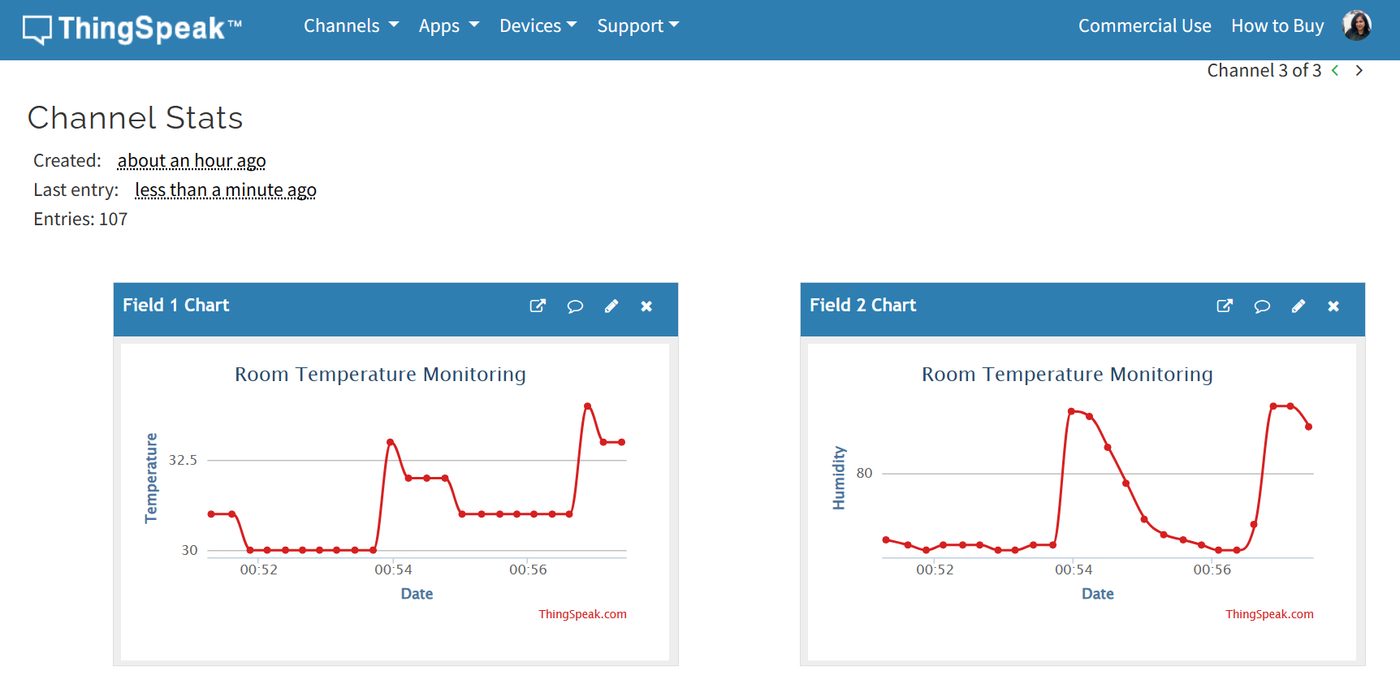 ThingSpeak™ Channels Apps Devices Support Commercial Use How to Buy
Channel 3 of 3
Channel Stats
Created: about an hour ago
Last entry: less than a minute ago
Entries: 107
Field 1 Chart
Room Temperature Monitoring
Temperature
32.5
30
00:52 00:54 00:56
Date
ThingSpeak.com
Field 2 Chart
Room Temperature Monitoring
Humidity
80
00:52 00:54 00:56
Date
ThingSpeak.com